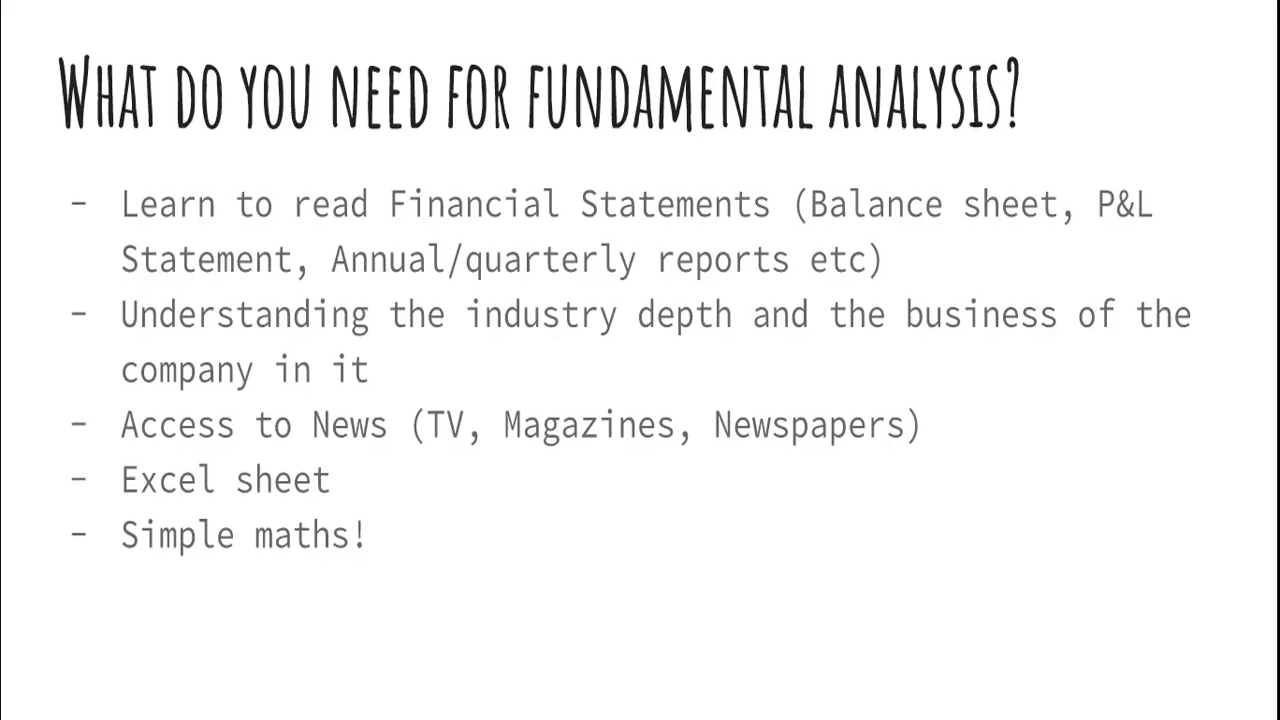 What do you need for fundamental analysis?
- Learn to read Financial Statements (Balance sheet, P&L
Statement, Annual/quarterly reports etc)
- Understanding the industry depth and the business of the
company in it
- Access to News (TV, Magazines, Newspapers)
- Excel sheet
- Simple maths!